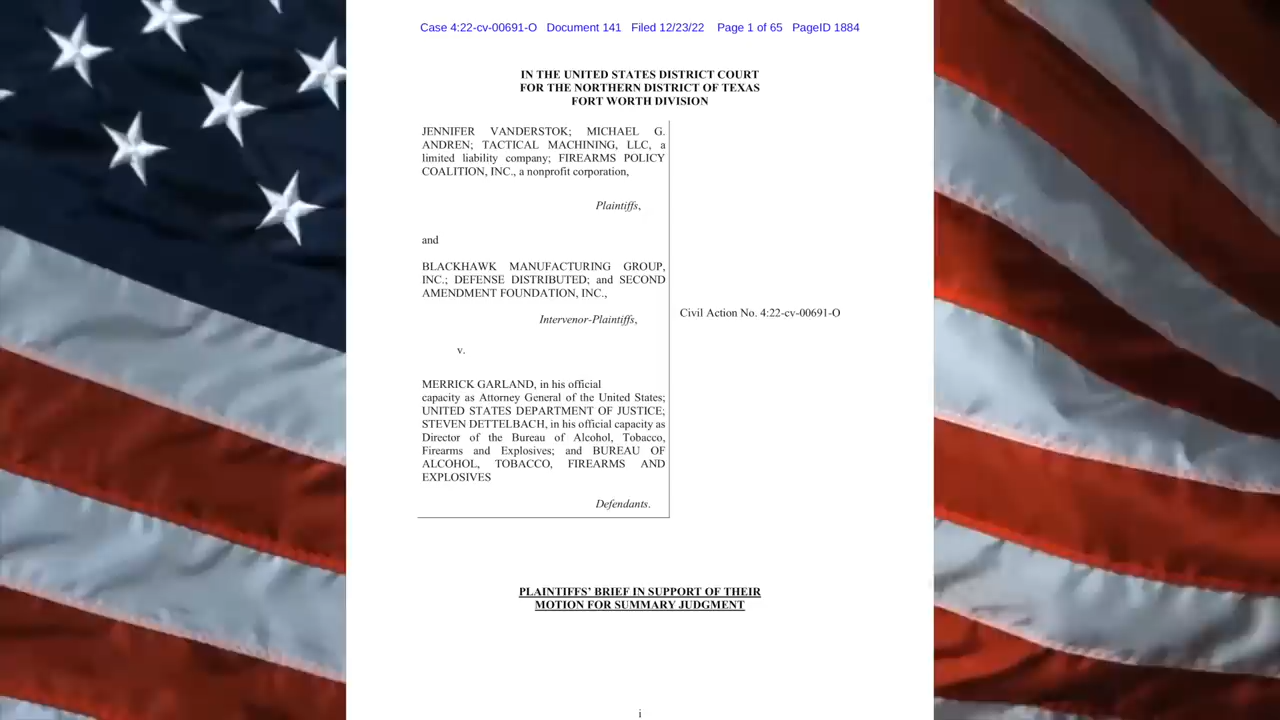 Case 4:22-cv-00691-O Document 141 Filed 12/23/22 Page 1 of 65 PageID 1884
IN THE UNITED STATES DISTRICT COURT
FOR THE NORTHERN DISTRICT OF TEXAS
FORT WORTH DIVISION
JENNIFER VANDERSTOK; MICHAEL G.
ANDREN; TACTICAL MACHINING, LLC, a
limited liability company; FIREARMS POLICY
COALITION, INC., a nonprofit corporation,
Plaintiffs,
and
BLACKHAWK MANUFACTURING GROUP,
INC.; DEFENSE DISTRIBUTED; and SECOND
AMENDMENT FOUNDATION, INC.,
Intervenor-Plaintiffs,
v.
MERRICK GARLAND, in his official
capacity as Attorney General of the United States;
UNITED STATES DEPARTMENT OF JUSTICE;
STEVEN DETTELBACH, in his official capacity as
Director of the Bureau of Alcohol, Tobacco,
Firearms and Explosives; and BUREAU OF
ALCOHOL, TOBACCO, FIREARMS AND
EXPLOSIVES
Defendants.
Civil Action No. 4:22-cv-00691-O
PLAINTIFFS' BRIEF IN SUPPORT OF THEIR
MOTION FOR SUMMARY JUDGMENT
i